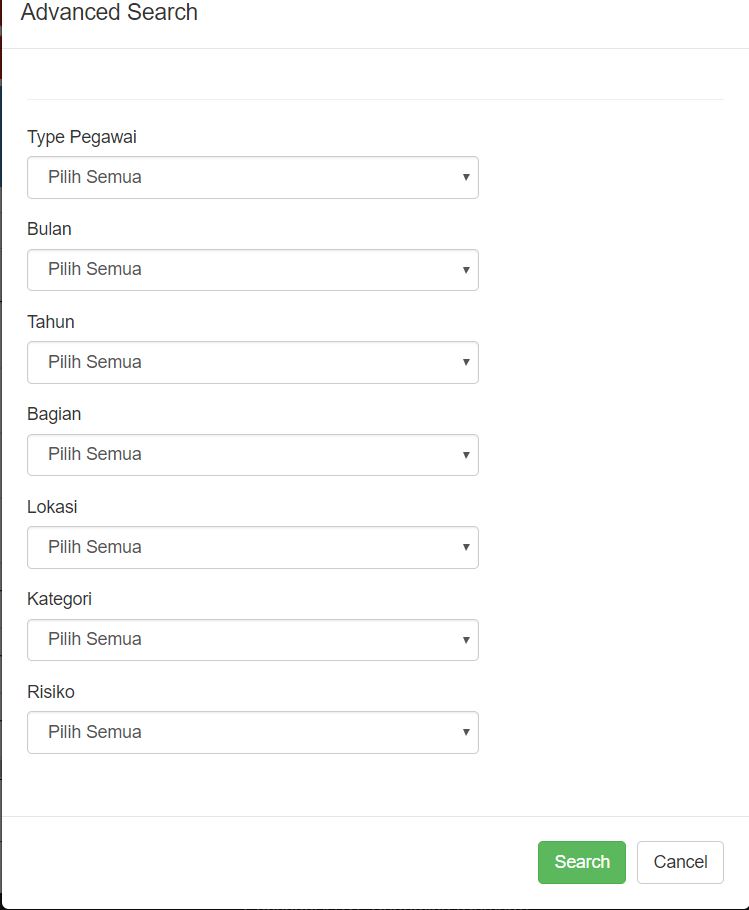 Advanced Search
Type Pegawai
Pilih Semua
Bulan
Pilih Semua
Tahun
Pilih Semua
Bagian
Pilih Semua
Lokasi
Pilih Semua
Kategori
Pilih Semua
Risiko
Pilih Semua
Search Cancel